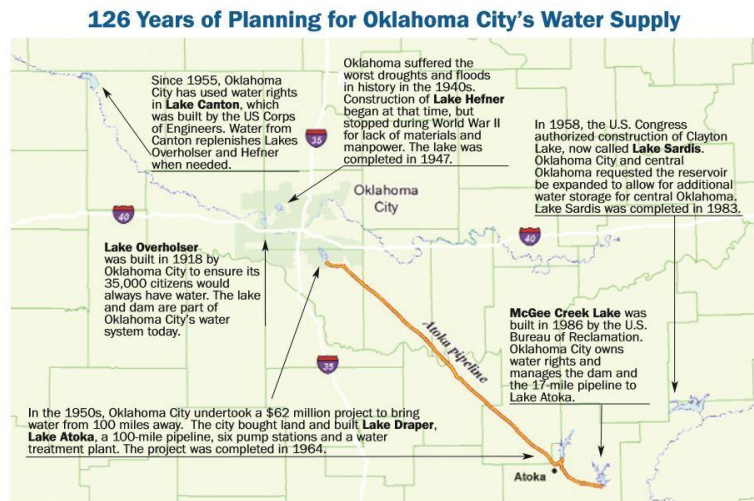 126 Years of Planning for Oklahoma City's Water Supply
Since 1955, Oklahoma
City has used water rights
in Lake Canton, which
was built by the US Corps
of Engineers. Water from
Canton replenishes Lakes
Overholser and Hefner
when needed.
Oklahoma suffered the
worst droughts and floods
in history in the 1940s.
Construction of Lake Hefner
began at that time, but
stopped during World War II
for lack of materials and
manpower. The lake was
completed in 1947.
35
In 1958, the U.S. Congress
authorized construction of Clayton
Lake, now called Lake Sardis.
Oklahoma City and central
Oklahoma requested the reservoir
be expanded to allow for additional
water storage for central Oklahoma.
Lake Sardis was completed in 1983.
Oklahoma
City
40
40
Lake Overholser
was built in 1918 by
Oklahoma City to ensure its
35,000 citizens would
always have water. The lake
and dam are part of
Oklahoma City's water
system today.
McGee Creek Lake was
built in 1986 by the U.S.
Bureau of Reclamation.
Oklahoma City owns
water rights and
manages the dam and
the 17-mile pipeline to
Lake Atoka.
Atoka pipeline
35
In the 1950s, Oklahoma City undertook a $62 million project to bring
water from 100 miles away. The city bought land and built Lake Draper,
Lake Atoka, a 100-mile pipeline, six pump stations and a water
treatment plant. The project was completed in 1964.
Atoka